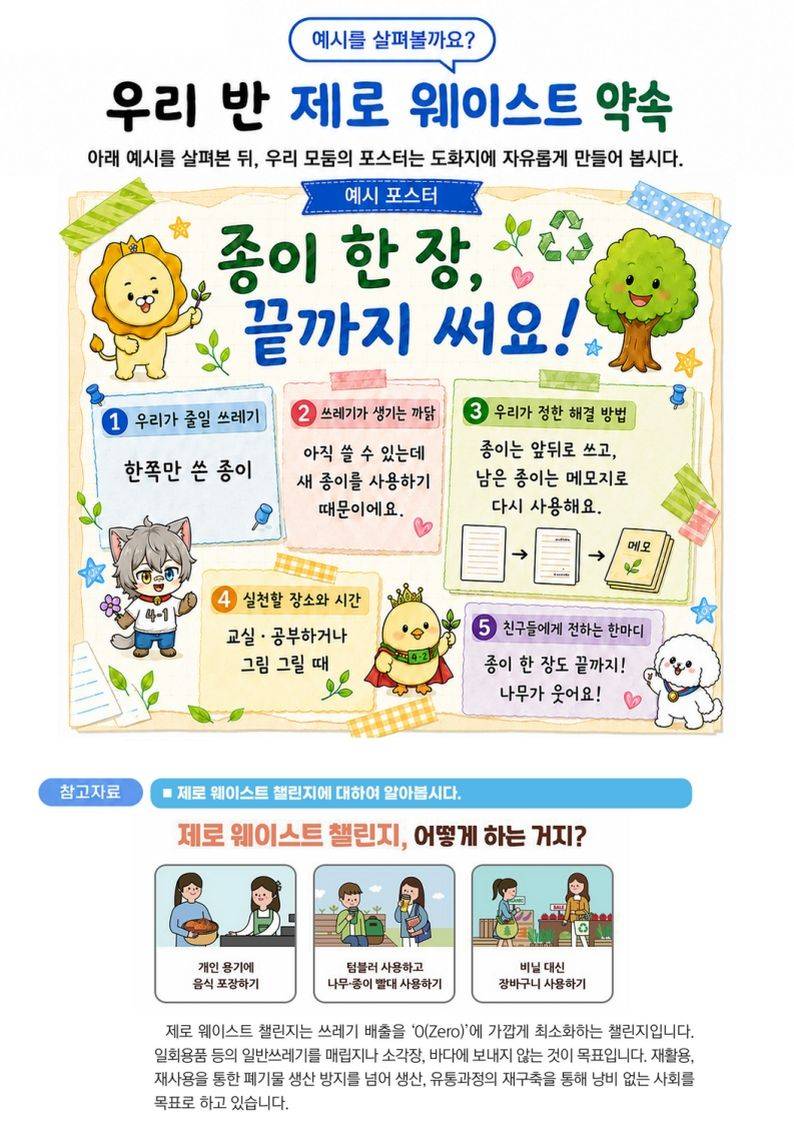 예시를 살펴볼까요?
우리 반 제로 웨이스트 약속
아래 예시를 살펴본 뒤, 우리 모둠의 포스터는 도화지에 자유롭게 만들어 봅시다.
예시 포스터
종이 한 장,
끝까지 써요!
1 우리가 줄일 쓰레기
한쪽만 쓴 종이
2 쓰레기가 생기는 까닭
아직 쓸 수 있는데
새 종이를 사용하기
때문이에요.
3 우리가 정한 해결 방법
종이는 앞뒤로 쓰고,
남은 종이는 메모지로
다시 사용해요.
메모
4-1
4 실천할 장소와 시간
교실 · 공부하거나
그림 그릴 때
4-2
5 친구들에게 전하는 한마디
종이 한 장도 끝까지!
나무가 웃어요!
참고자료
■ 제로 웨이스트 챌린지에 대하여 알아봅시다.
제로 웨이스트 챌린지, 어떻게 하는 거지?
SALE
개인 용기에
음식 포장하기
텀블러 사용하고
나무·종이 빨대 사용하기
비닐 대신
장바구니 사용하기
제로 웨이스트 챌린지는 쓰레기 배출을 ‘0(Zero)’에 가깝게 최소화하는 챌린지입니다.
일회용품 등의 일반쓰레기를 매립지나 소각장, 바다에 보내지 않는 것이 목표입니다. 재활용,
재사용을 통한 폐기물 생산 방지를 넘어 생산, 유통과정의 재구축을 통해 낭비 없는 사회를
목표로 하고 있습니다.